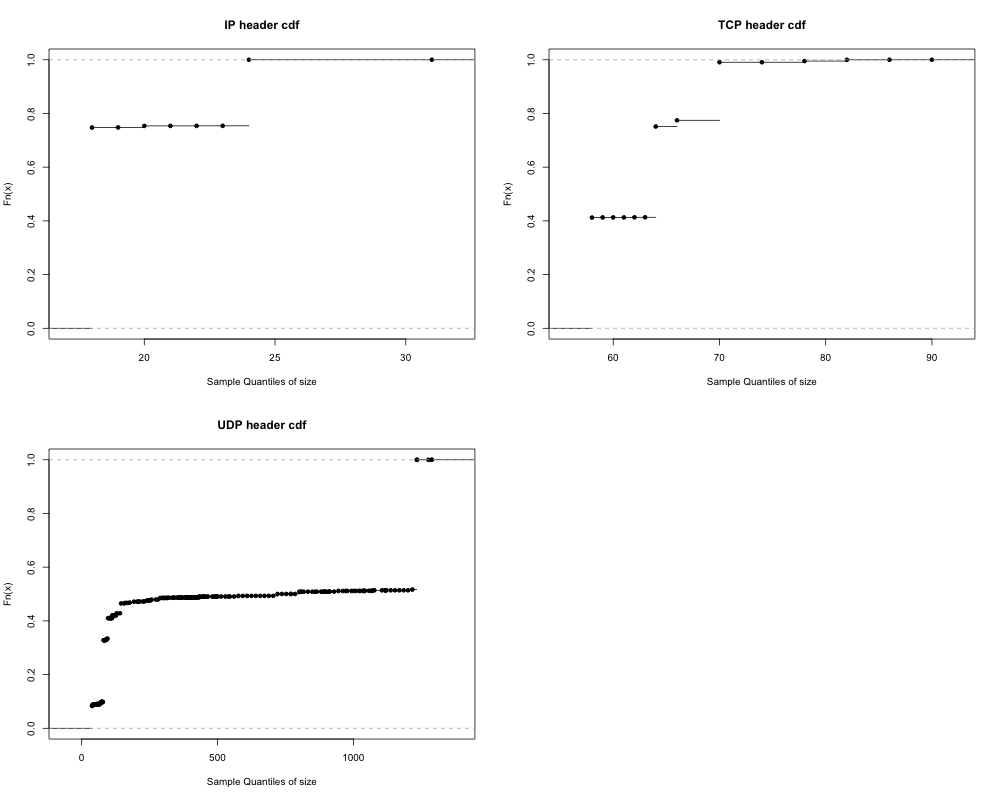 IP header cdf
Fn(x)
0.0 0.2 0.4 0.6 0.8 1.0
20 25 30
Sample Quantiles of size
TCP header cdf
Fn(x)
0.0 0.2 0.4 0.6 0.8 1.0
60 70 80 90
Sample Quantiles of size
UDP header cdf
Fn(x)
0.0 0.2 0.4 0.6 0.8 1.0
0 500 1000
Sample Quantiles of size